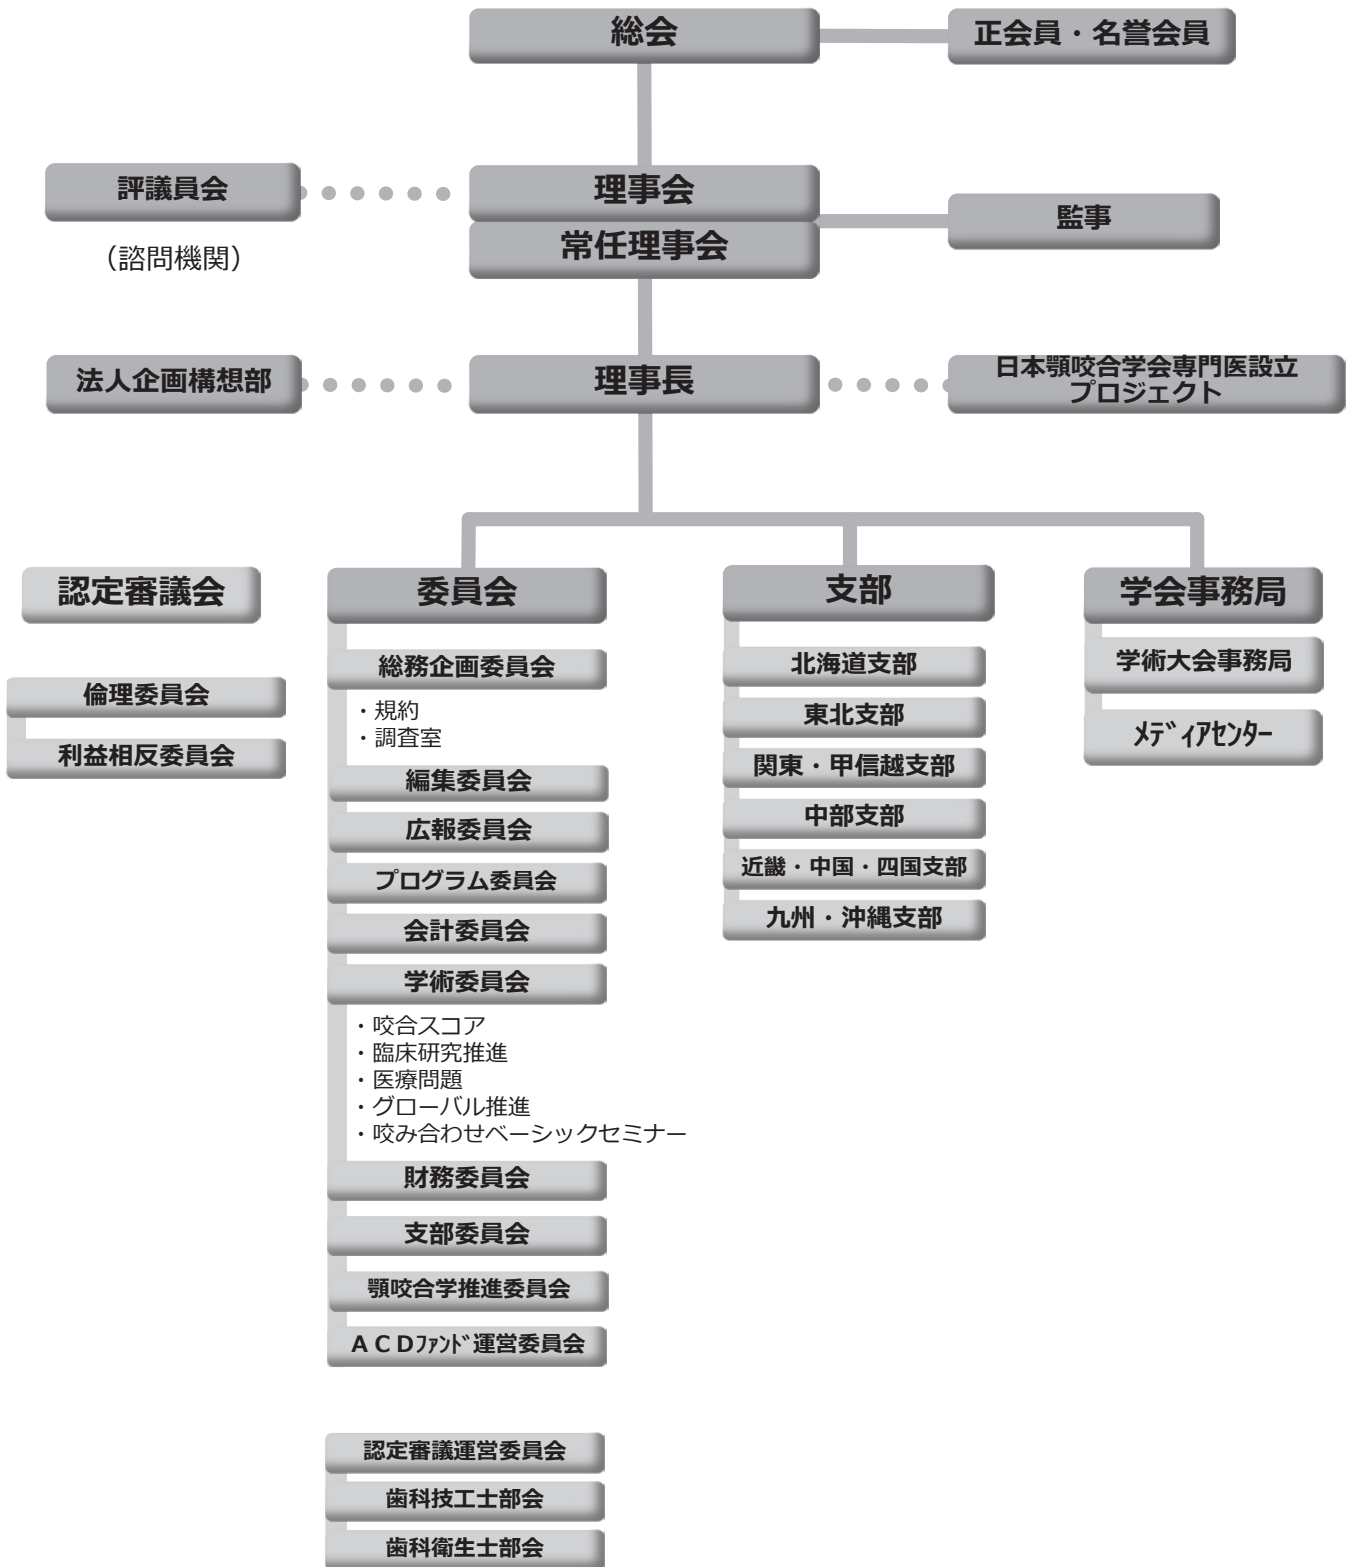 総会
正会員・名誉会員
評議員会
(諮問機関)
理事会
常任理事会
監事
法人企画構想部
理事長
日本顎咬合学会専門医設立
プロジェクト
認定審議会
倫理委員会
利益相反委員会
委員会
総務企画委員会
・規約
・調査室
編集委員会
広報委員会
プログラム委員会
会計委員会
学術委員会
・咬合スコア
・臨床研究推進
・医療問題
・グローバル推進
・咬み合わせベーシックセミナー
財務委員会
支部委員会
顎咬合学推進委員会
ACDファンド運営委員会
認定審議運営委員会
歯科技工士部会
歯科衛生士部会
支部
北海道支部
東北支部
関東・甲信越支部
中部支部
近畿・中国・四国支部
九州・沖縄支部
学会事務局
学術大会事務局
メディアセンター